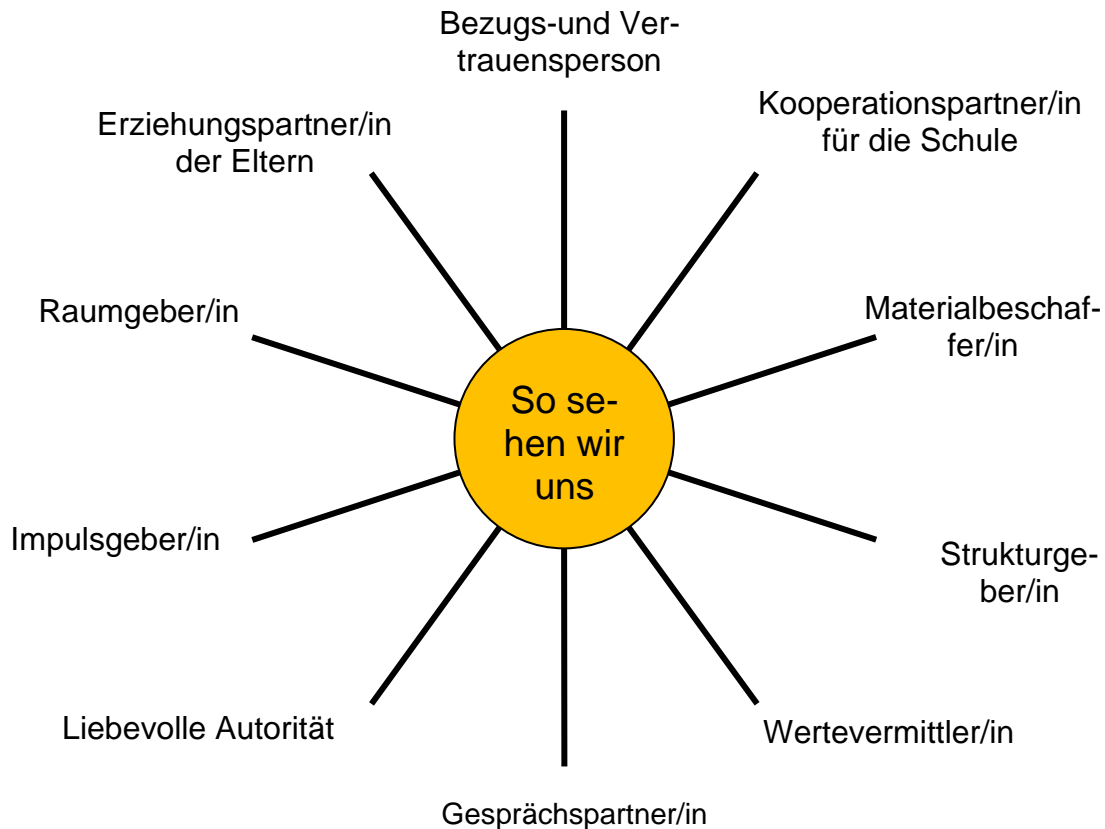 Bezugs-und Ver-
trauensperson
Kooperationspartner/in
für die Schule
Erziehungspartner/in
der Eltern
Raumgeber/in
Materialbeschaf-
fer/in
So se-
hen wir
uns
Impulsgeber/in
Strukturge-
ber/in
Liebevolle Autorität
Wertevermittler/in
Gesprächspartner/in